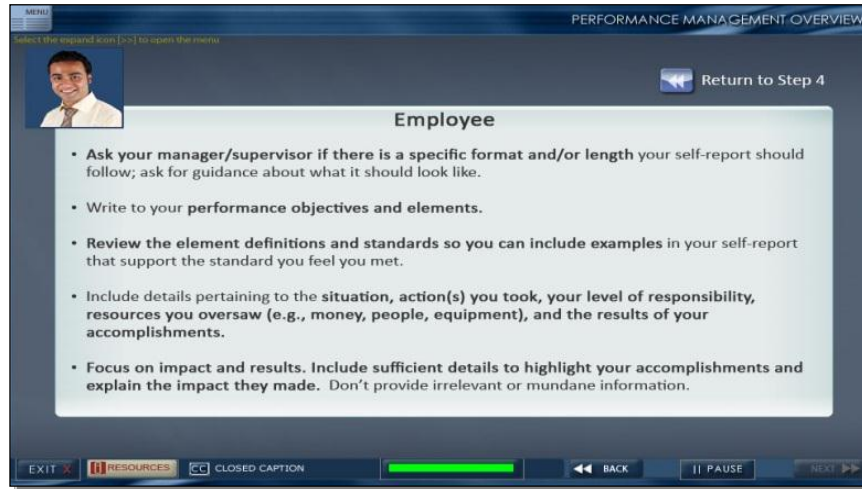 MENU
PERFORMANCE MANAGEMENT OVERVIEW
Select the expand icon [>>] to open the menu
Return to Step 4
Employee
• Ask your manager/supervisor if there is a specific format and/or length your self-report should
follow; ask for guidance about what it should look like.
• Write to your performance objectives and elements.
• Review the element definitions and standards so you can include examples in your self-report
that support the standard you feel you met.
• Include details pertaining to the situation, action(s) you took, your level of responsibility,
resources you oversaw (e.g., money, people, equipment), and the results of your
accomplishments.
• Focus on impact and results. Include sufficient details to highlight your accomplishments and
explain the impact they made. Don't provide irrelevant or mundane information.
EXIT X [i] RESOURCES CC CLOSED CAPTION BACK || PAUSE NEXT